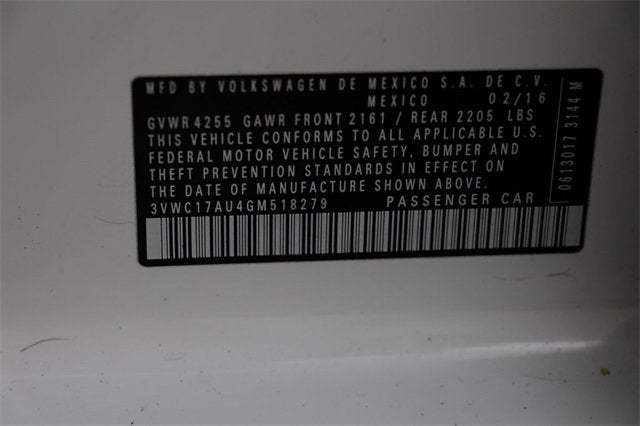 MFD BY VOLKSWAGEN DE MEXICO S.A. DE C.V.
MEXICO 02/16
GVWR 4255 GAWR FRONT 2161 / REAR 2205 LBS
THIS VEHICLE CONFORMS TO ALL APPLICABLE U.S.
FEDERAL MOTOR VEHICLE SAFETY, BUMPER AND
THEFT PREVENTION STANDARDS IN EFFECT ON
THE DATE OF MANUFACTURE SHOWN ABOVE.
3VWC17AU4GM518279 PASSENGER CAR
0613017 3144 M